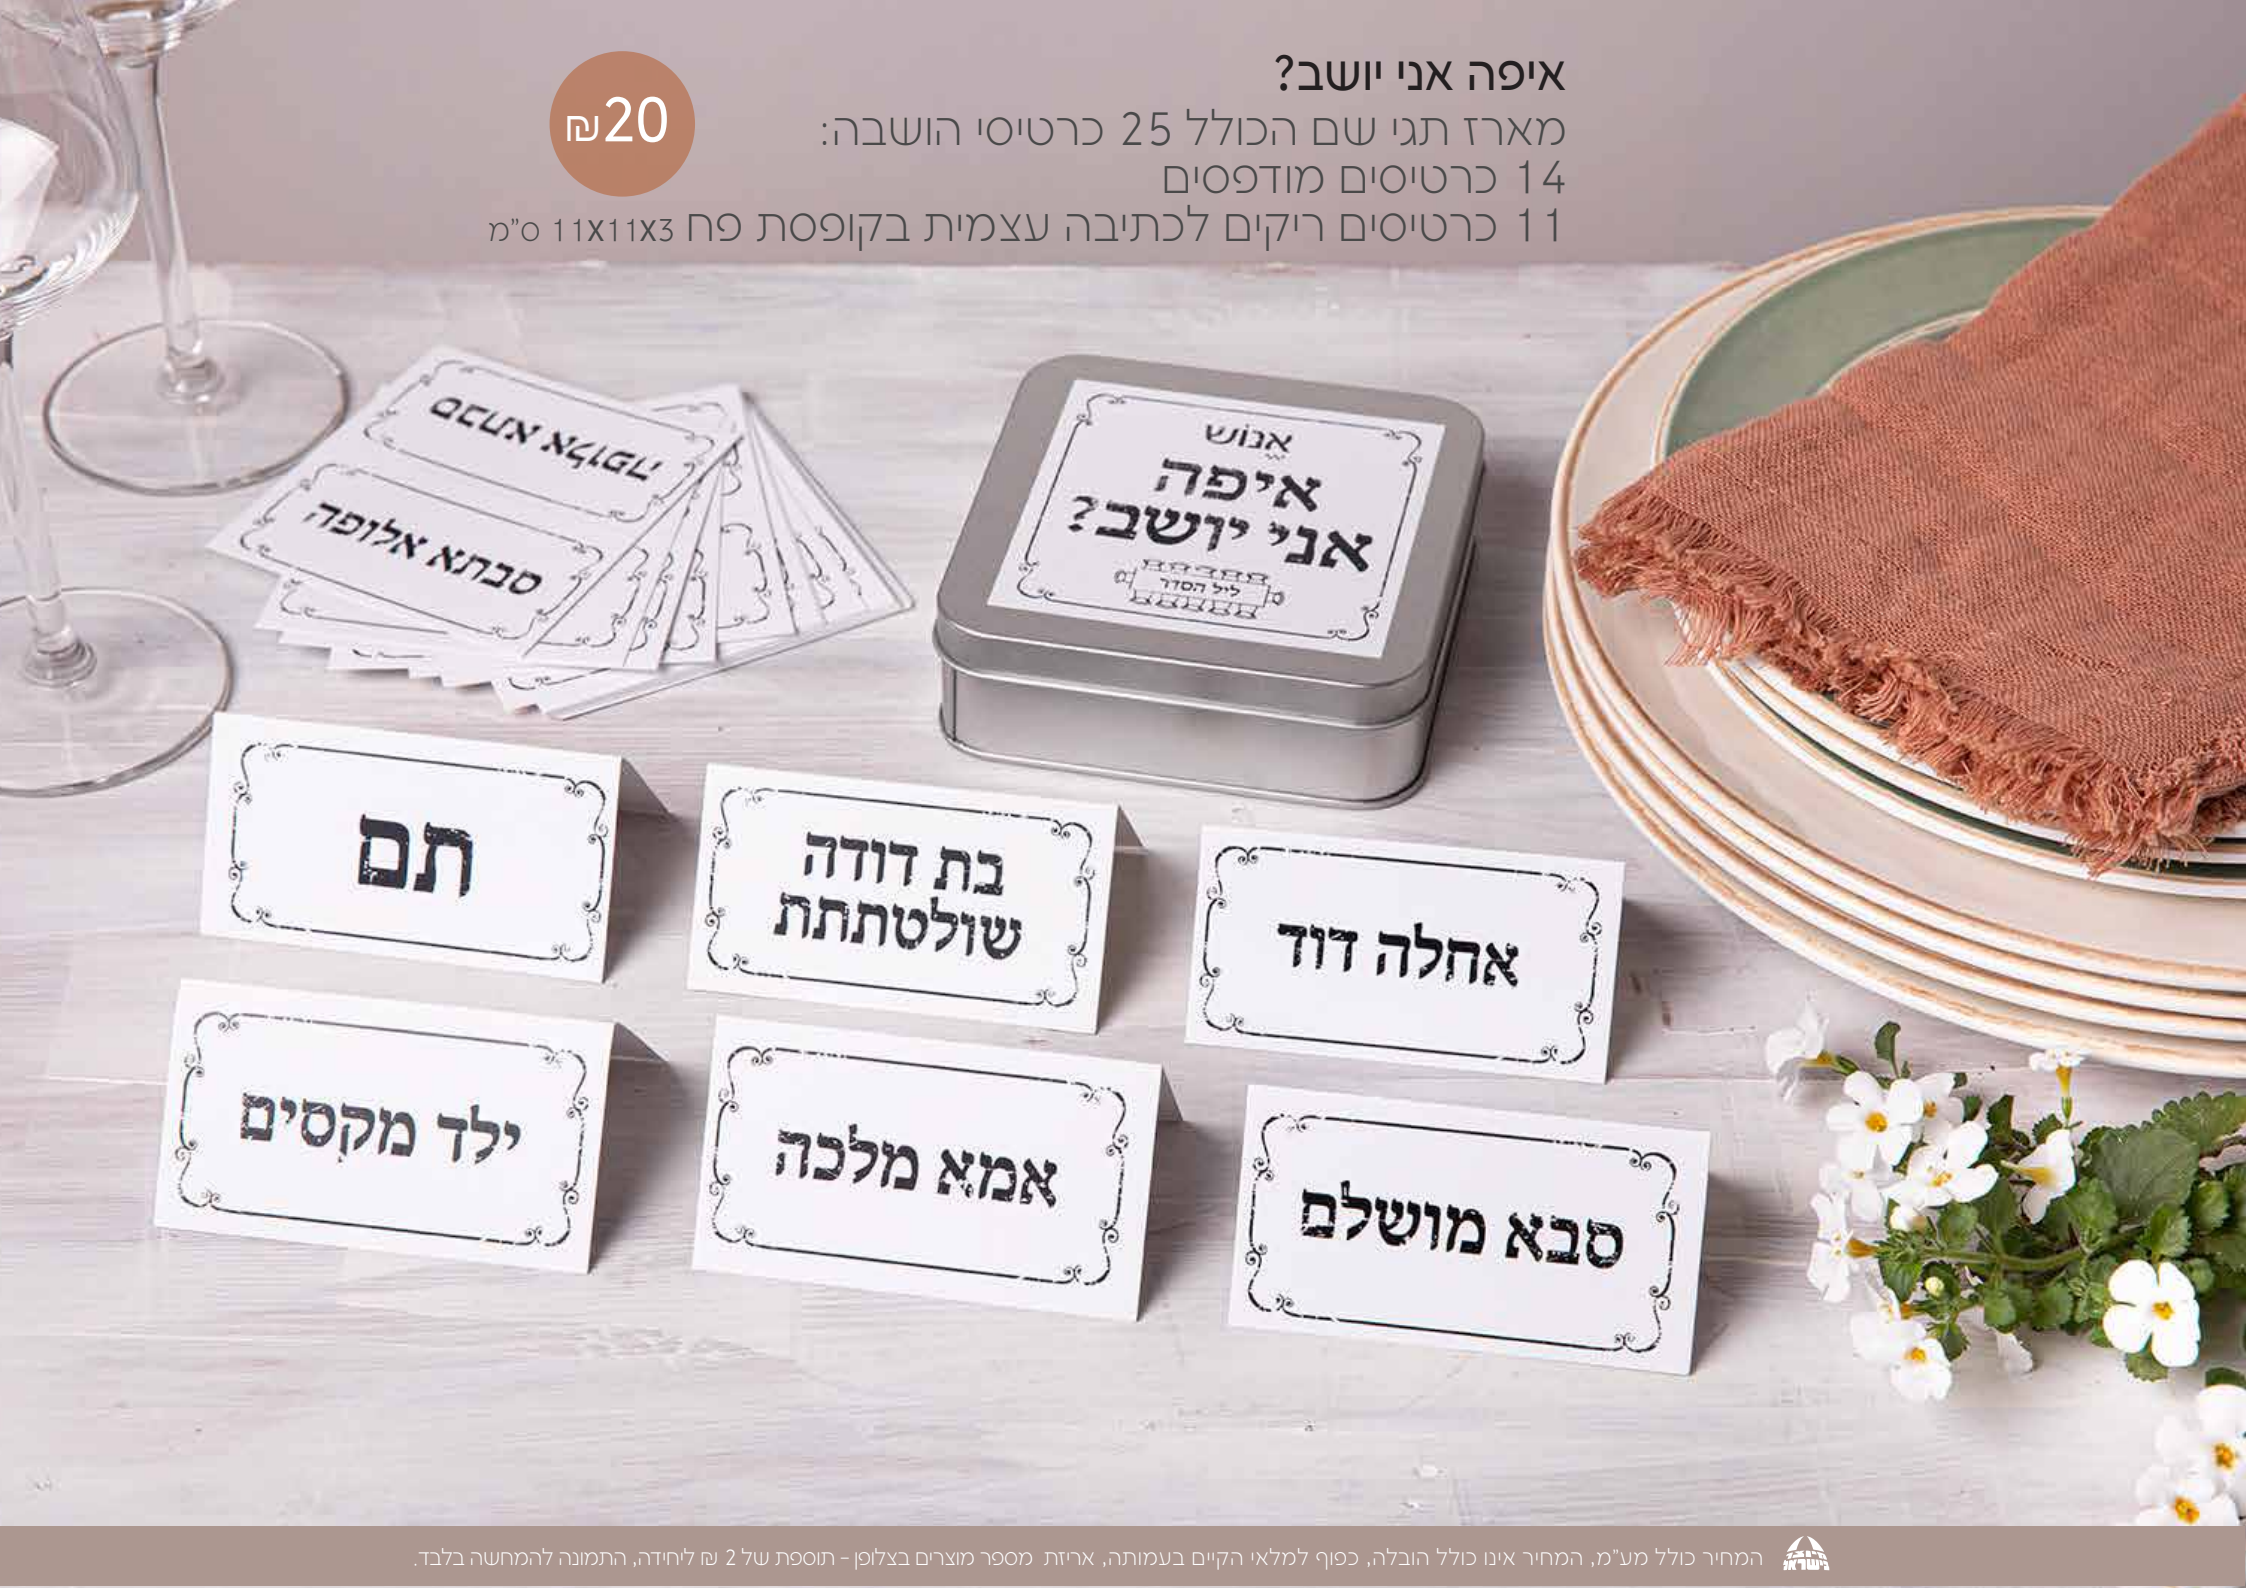 איפה אני יושב?
מארז תגי שם הכולל 25 כרטיסי הושבה:
14 כרטיסים מודפסים
11 כרטיסים ריקים לכתיבה עצמית בקופסת פח 11x11x3 ס"מ
₪20
סבתא אלופה
סבתא אלופה
אנוש
איפה
אני יושב?
ליל הסדר
תם
בת דודה
שולטתתת
אחלה דוד
ילד מקסים
אמא מלכה
סבא מושלם
המחיר כולל מע"מ, המחיר אינו כולל הובלה, כפוף למלאי הקיים בעמותה, אריזת מספר מוצרים בצלופן - תוספת של 2 ₪ ליחידה, התמונה להמחשה בלבד.